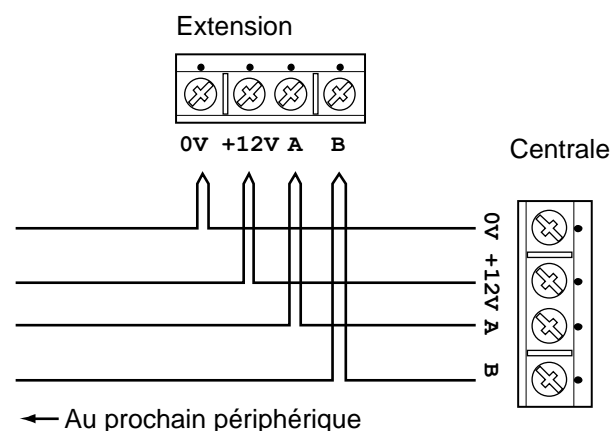 Extension
0V +12V A B
Centrale
0V
+12V
A
B
Au prochain périphérique